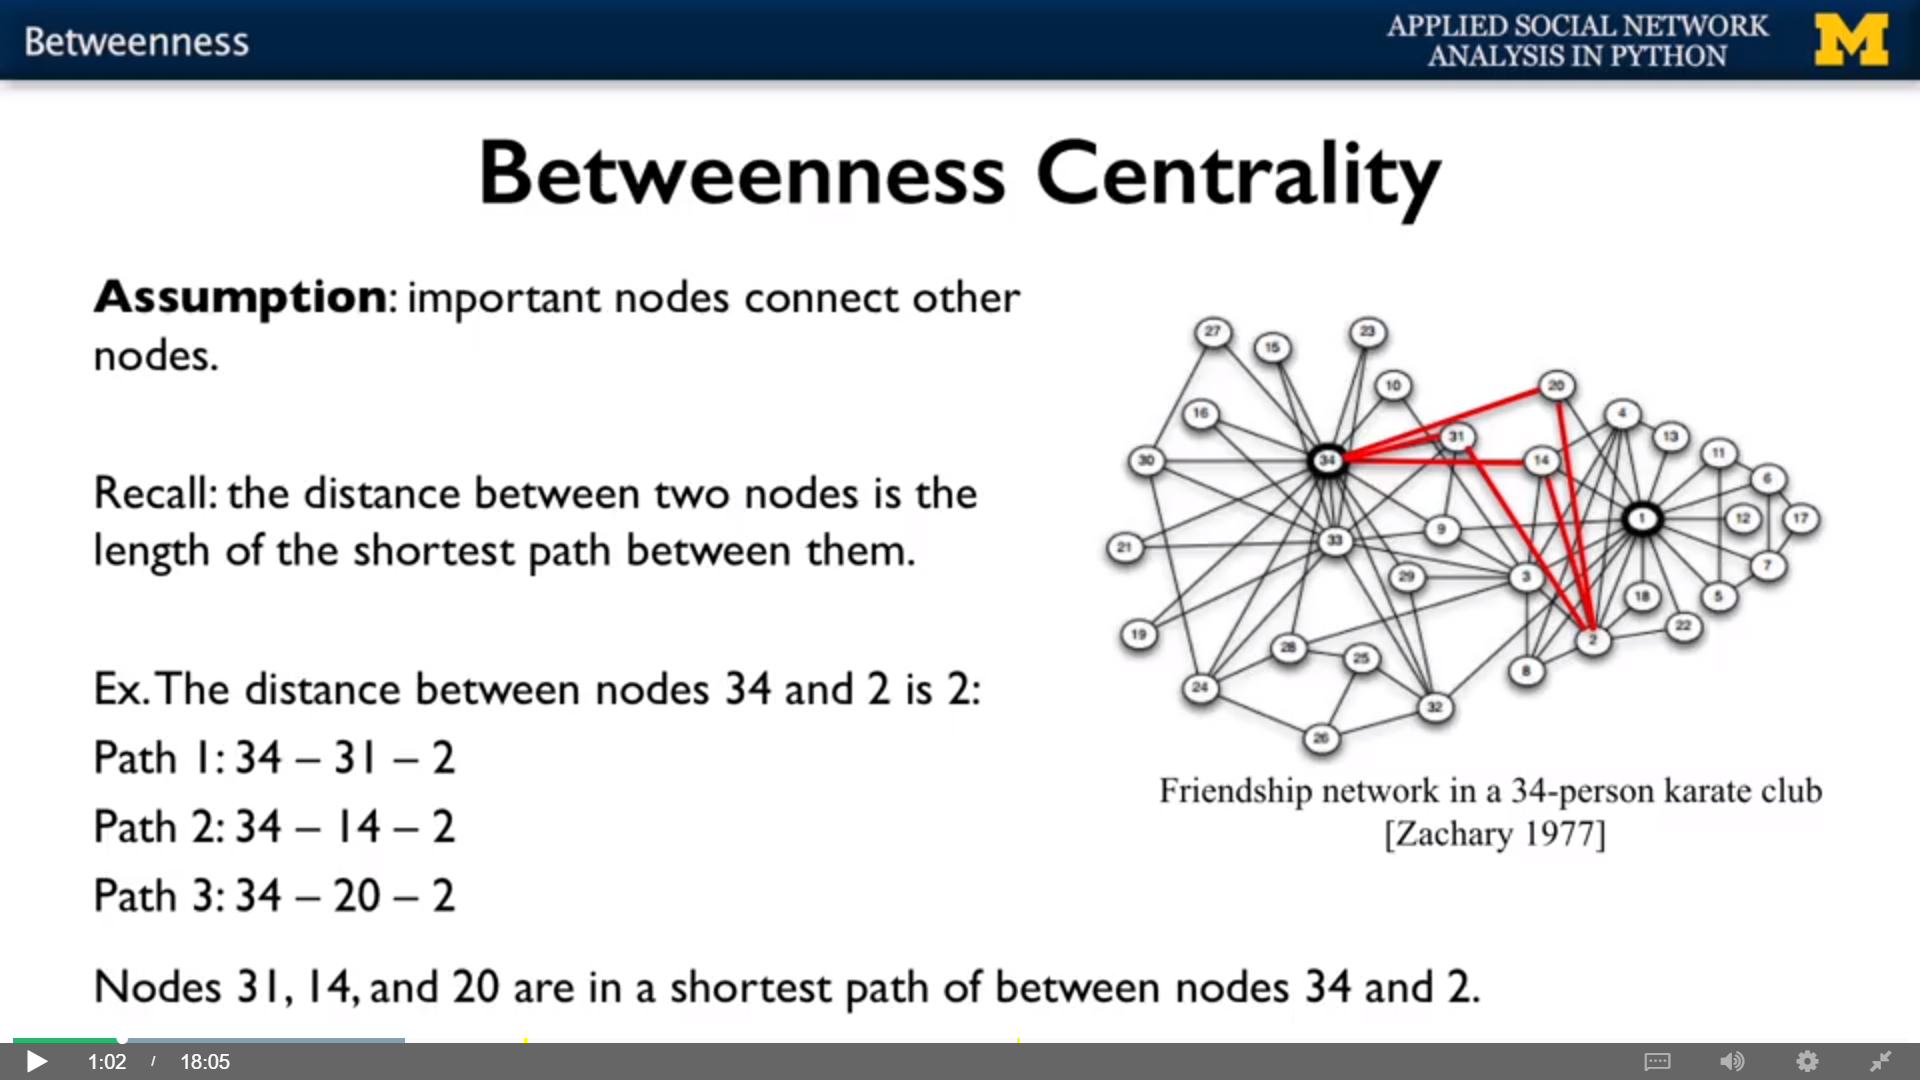 Betweenness
APPLIED SOCIAL NETWORK
ANALYSIS IN PYTHON
M
Betweenness Centrality
Assumption: important nodes connect other
nodes.
Recall: the distance between two nodes is the
length of the shortest path between them.
Ex. The distance between nodes 34 and 2 is 2:
Path 1: 34 – 31 – 2
Path 2: 34 – 14 – 2
Path 3: 34 – 20 – 2
Nodes 31, 14, and 20 are in a shortest path of between nodes 34 and 2.
27
15
23
10
20
16
4
31
13
11
30
34
14
6
1
12
17
9
21
33
7
29
3
18
5
19
22
28
2
25
8
24
32
26
Friendship network in a 34-person karate club
[Zachary 1977]
1:02 / 18:05